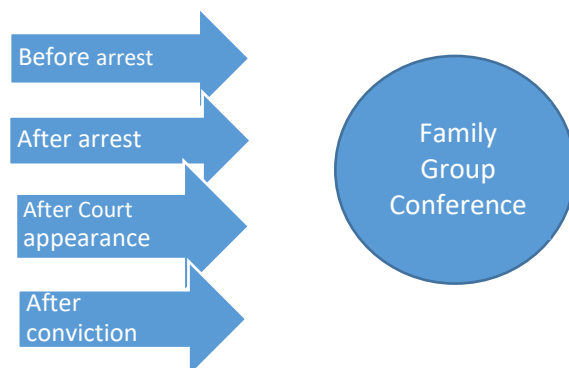 Before arrest
After arrest
After Court
appearance
After
conviction
Family
Group
Conference